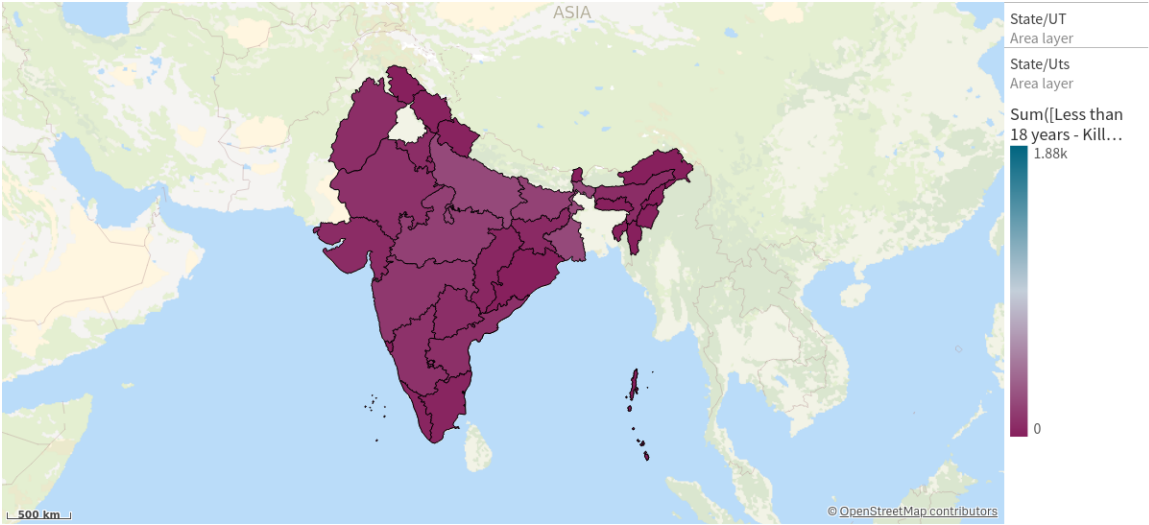 ASIA
500 km
© OpenStreetMap contributors
State/UT
Area layer
State/Uts
Area layer
Sum([Less than
18 years - Kill…
1.88k
0